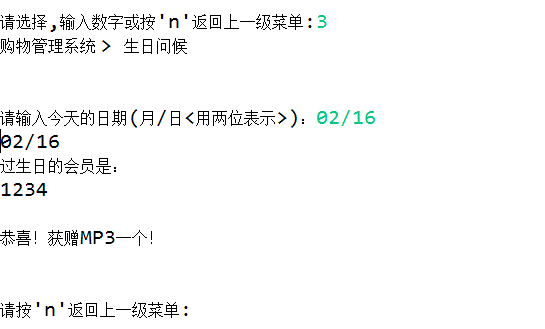 请选择,输入数字或按'n'返回上一级菜单:3
购物管理系统 > 生日问候
请输入今天的日期(月/日<用两位表示>): 02/16
02/16
过生日的会员是:
1234
恭喜! 获赠MP3一个!
请按'n'返回上一级菜单: